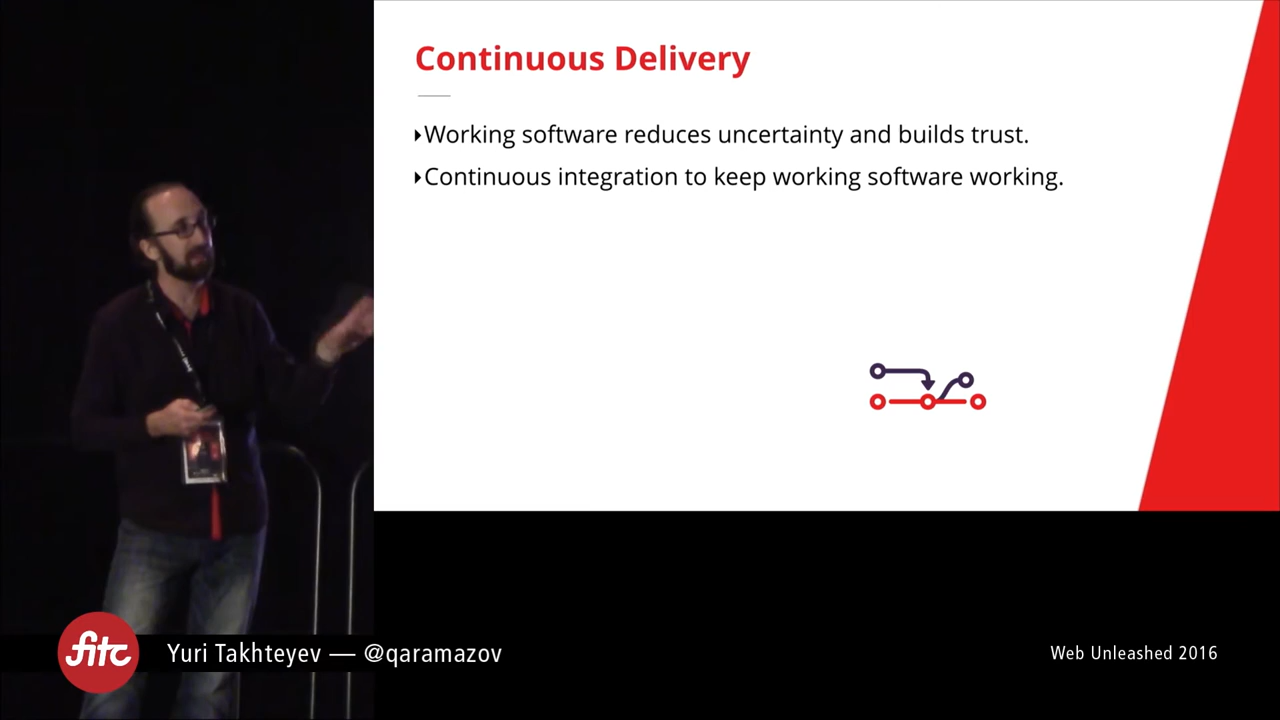 Continuous Delivery
Working software reduces uncertainty and builds trust.
Continuous integration to keep working software working.
fitc
Yuri Takhteyev — @qaramazov
Web Unleashed 2016